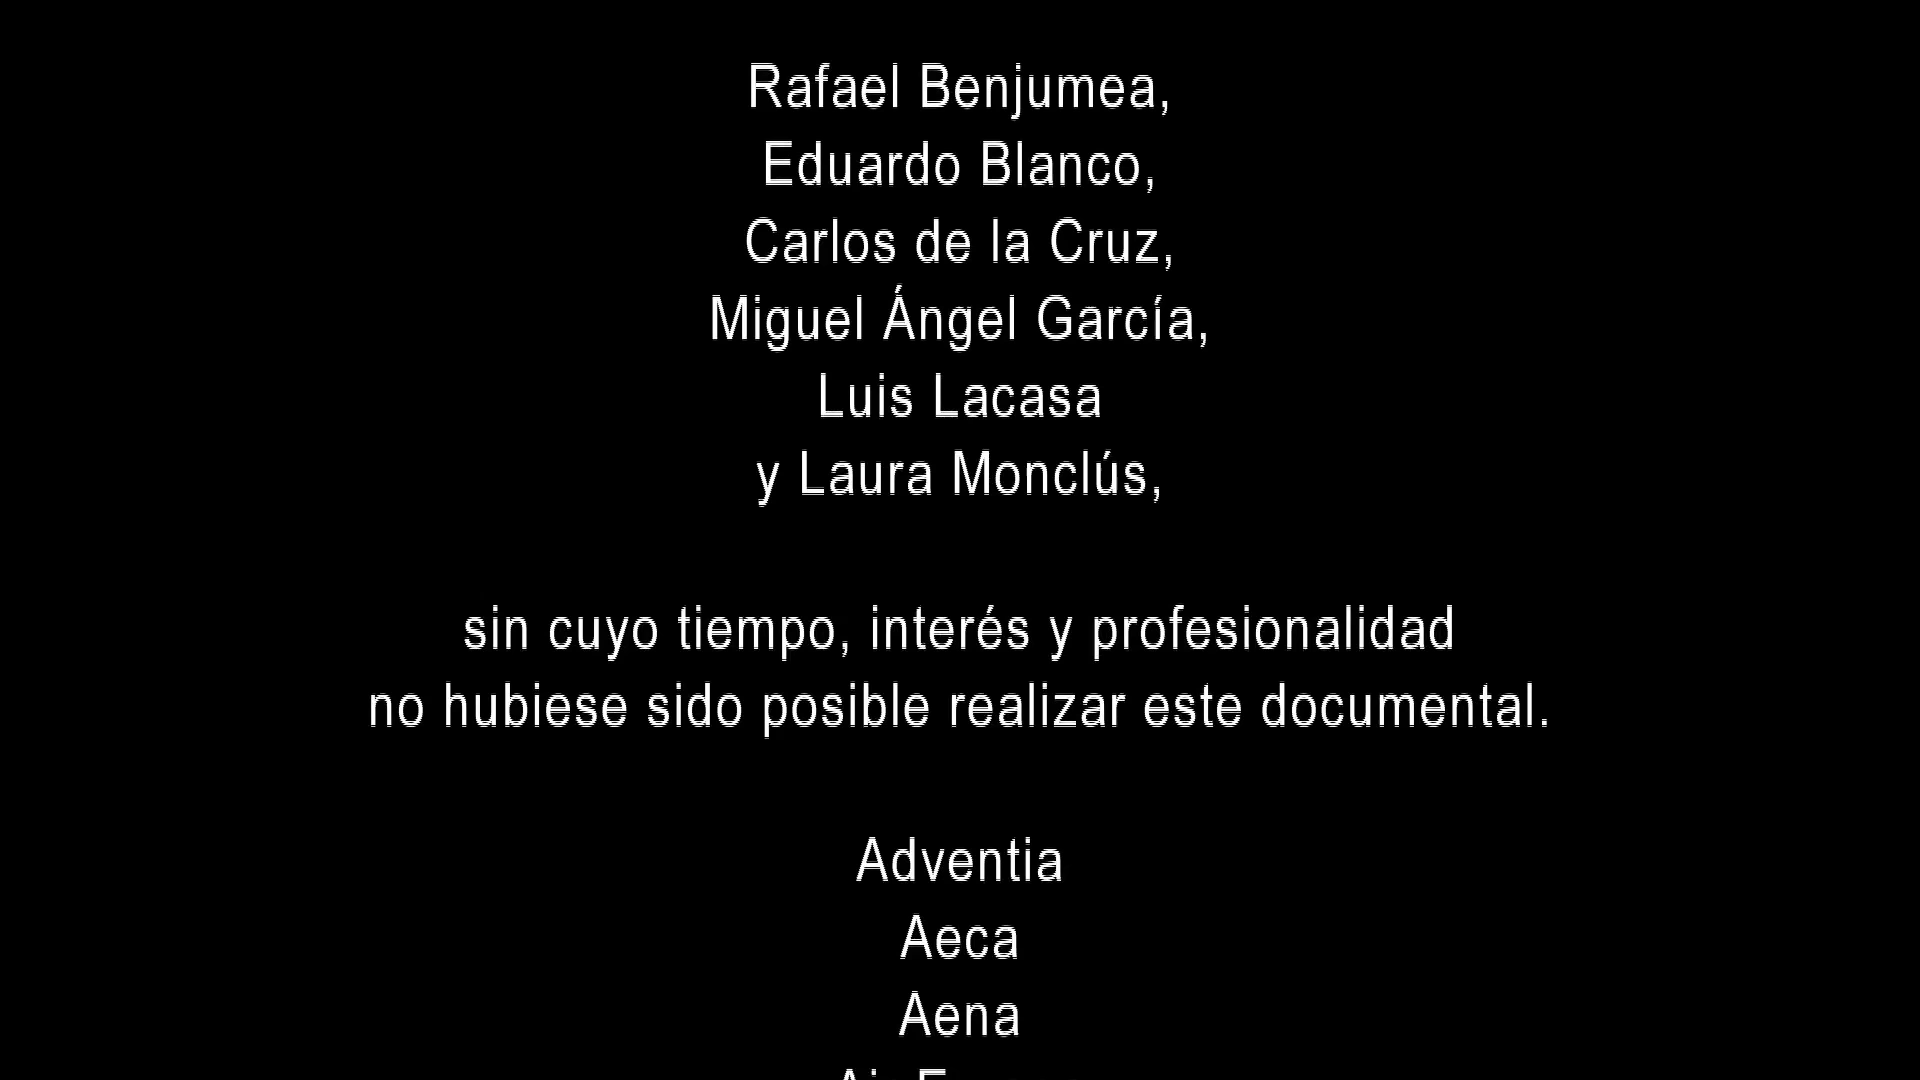 Rafael Benjumea,
Eduardo Blanco,
Carlos de la Cruz,
Miguel Ángel García,
Luis Lacasa
y Laura Monclús,
sin cuyo tiempo, interés y profesionalidad
no hubiese sido posible realizar este documental.
Adventia
Aeca
Aena